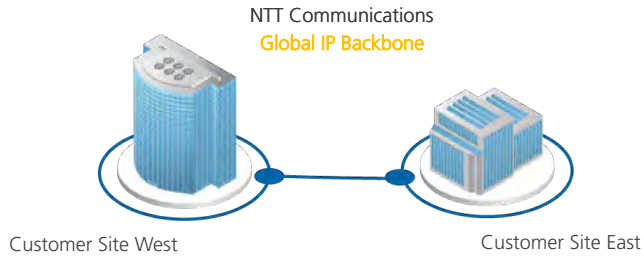 NTT Communications
Global IP Backbone
Customer Site West
Customer Site East